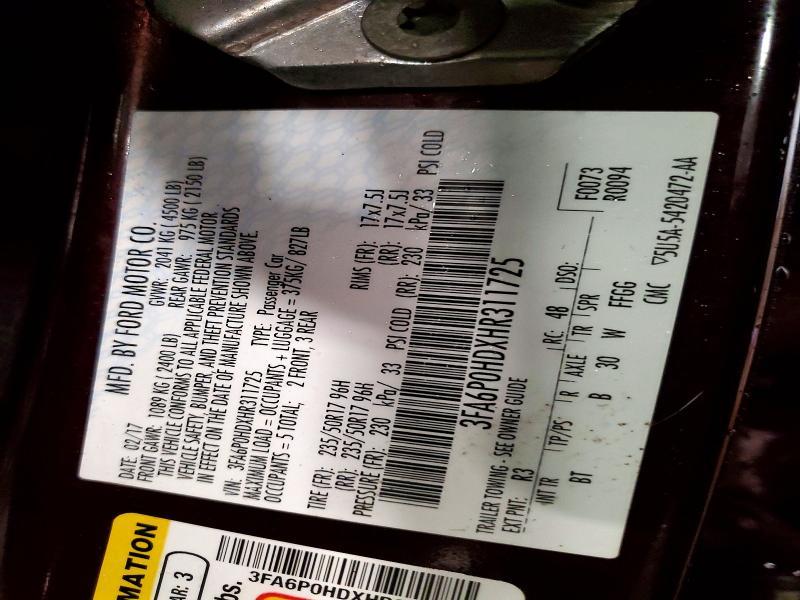 MFD. BY FORD MOTOR CO.
DATE: 02/17 GVWR: 2041 KG (4500 LB)
FRONT GAWR: 1089 KG (2400 LB) REAR GAWR: 975 KG (2150 LB)
THIS VEHICLE CONFORMS TO ALL APPLICABLE FEDERAL MOTOR
VEHICLE SAFETY, BUMPER, AND THEFT PREVENTION STANDARDS
IN EFFECT ON THE DATE OF MANUFACTURE SHOWN ABOVE.
VIN: 3FA6P0HDXHR311725 TYPE: Passenger Car
MAXIMUM LOAD = OCCUPANTS + LUGGAGE = 375KG/ 827LB
OCCUPANTS = 5 TOTAL; 2 FRONT, 3 REAR
TIRE (FR): 235/50R17 96H RIMS (FR): 17x7.5J
(RR): 235/50R17 96H (RR): 17x7.5J
PRESSURE (FR): 230 kPa/ 33 PSI COLD (RR): 230 kPa/ 33 PSI COLD
3FA6P0HDXHR311725
TRAILER TOWING - SEE OWNER GUIDE F0073
EXT PNT: R3 RC: 48 DSO: R0094
INT TR TP/PS R AXLE TR SPR
BT B 30 W FFGG
CMC ▽5U5A-5420472-AA
MATION
AR: 3
bs.
3FA6P0HDXHR